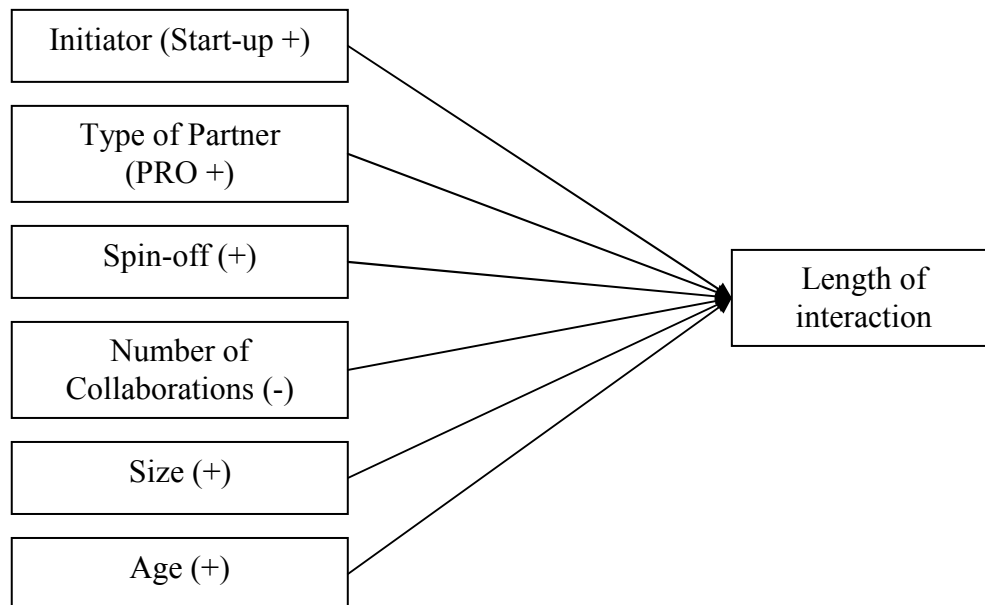 Initiator (Start-up +)
Type of Partner
(PRO +)
Spin-off (+)
Number of
Collaborations (-)
Size (+)
Age (+)
Length of
interaction